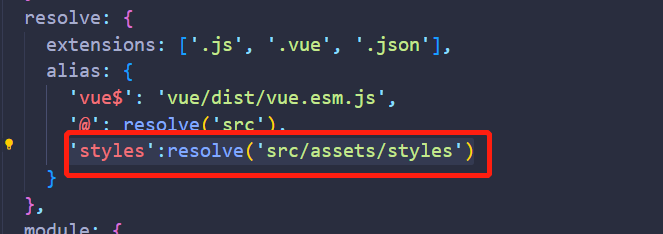 resolve: {
extensions: ['.js', '.vue', '.json'],
alias: {
'vue$': 'vue/dist/vue.esm.js',
'@': resolve('src'),
'styles':resolve('src/assets/styles')
}
},
module: {